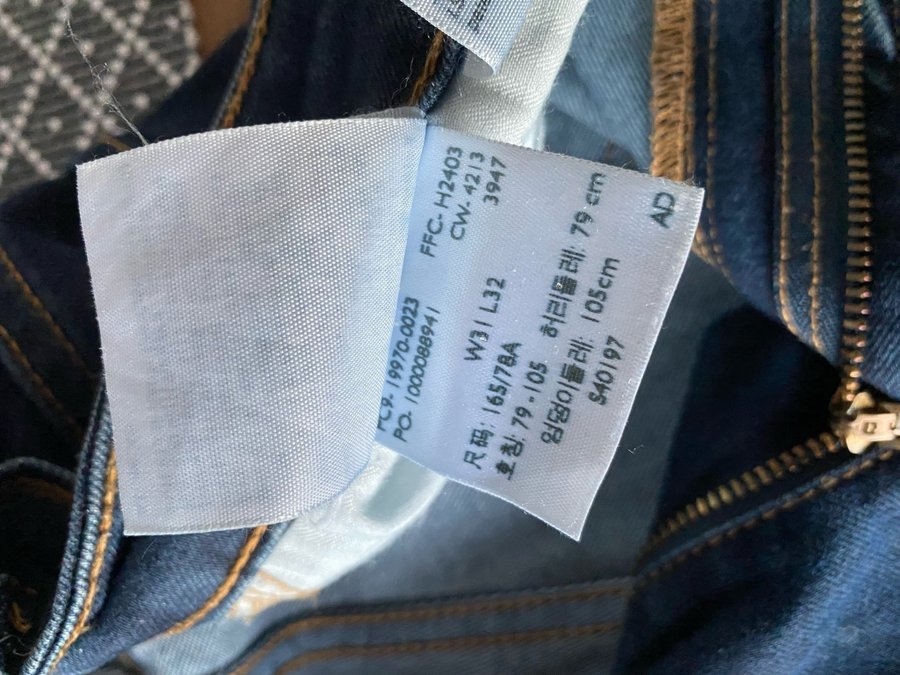 PC9- 19970-0023 FFC- H2403
PO. 1000088941 CW- 4213
3947
W31 L32
尺码: 165/78A
호칭: 79 -105 허리둘레: 79 cm
엉덩이둘레: 105cm
S40197
AD